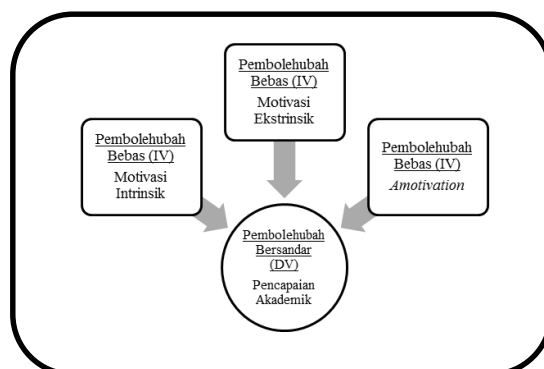 Pembolehubah
Bebas (IV)
Motivasi
Ekstrinsik
Pembolehubah
Bebas (IV)
Motivasi
Intrinsik
Pembolehubah
Bebas (IV)
Amotivation
Pembolehubah
Bersandar
(DV)
Pencapaian
Akademik